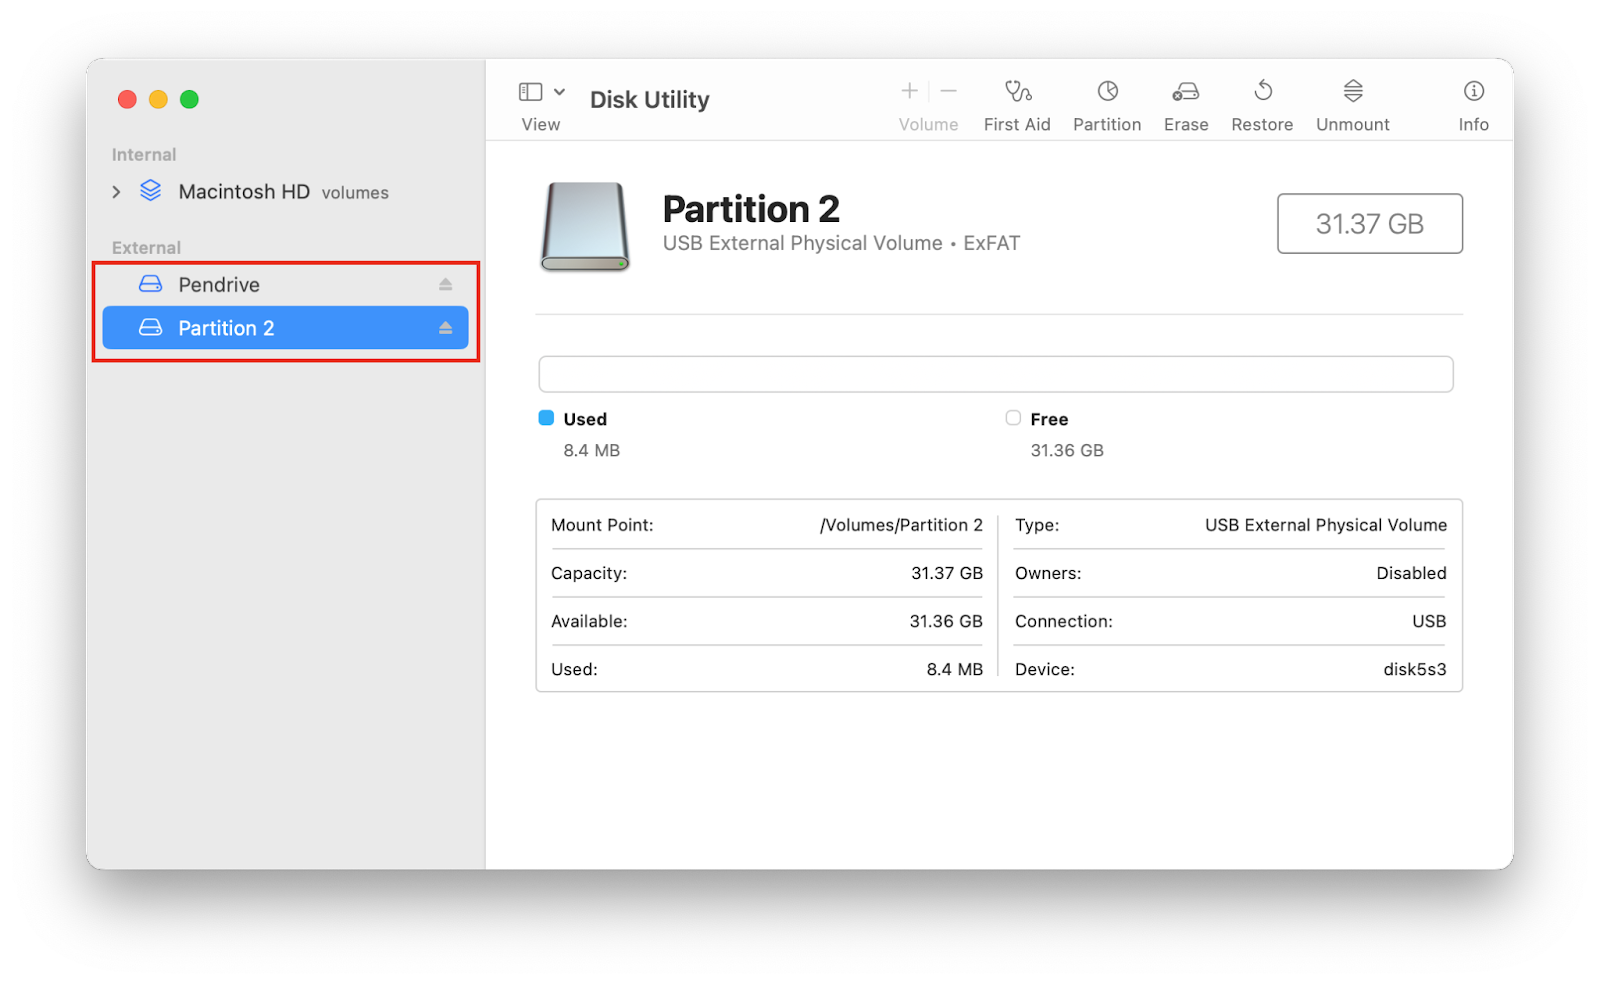 Internal
Macintosh HD volumes
External
Pendrive
Partition 2
View
Disk Utility
Volume
First Aid
Partition
Erase
Restore
Unmount
Info
Partition 2
USB External Physical Volume • ExFAT
31.37 GB
Used
8.4 MB
Free
31.36 GB
Mount Point: /Volumes/Partition 2
Capacity: 31.37 GB
Available: 31.36 GB
Used: 8.4 MB
Type: USB External Physical Volume
Owners: Disabled
Connection: USB
Device: disk5s3